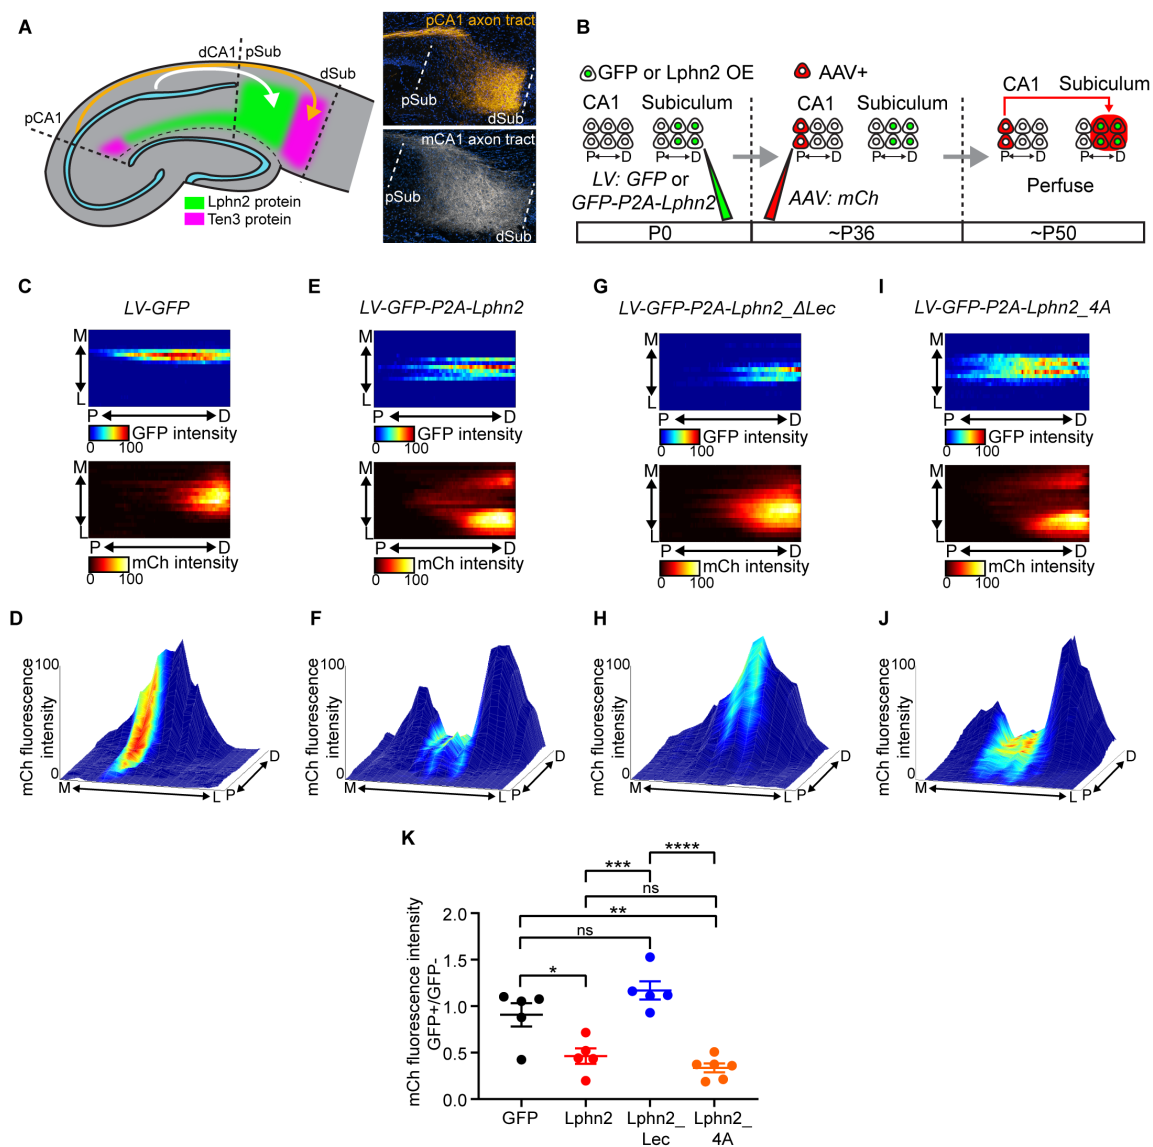 A
dCA1
pSub
dSub
pCA1
Lphn2 protein
Ten3 protein
pCA1 axon tract
pSub
dSub
mCA1 axon tract
pSub
dSub
B
GFP or Lphn2 OE
AAV+
CA1 Subiculum
CA1 Subiculum
CA1 Subiculum
P D P D
P D P D
P D P D
LV: GFP or
GFP-P2A-Lphn2
AAV: mCh
Perfuse
P0 ~P36 ~P50
C
LV-GFP
M
L
P D
GFP intensity
0 100
M
L
P D
mCh intensity
0 100
E
LV-GFP-P2A-Lphn2
M
L
P D
GFP intensity
0 100
M
L
P D
mCh intensity
0 100
G
LV-GFP-P2A-Lphn2_ΔLec
M
L
P D
GFP intensity
0 100
M
L
P D
mCh intensity
0 100
I
LV-GFP-P2A-Lphn2_4A
M
L
P D
GFP intensity
0 100
M
L
P D
mCh intensity
0 100
D
mCh fluorescence
intensity
100
0
M L
P D
F
mCh fluorescence
intensity
100
0
M L
P D
H
mCh fluorescence
intensity
100
0
M L
P D
J
mCh fluorescence
intensity
100
0
M L
P D
K
mCh fluorescence intensity
GFP+/GFP-
2.0
1.5
1.0
0.5
0.0
****
***
ns
**
ns
*
GFP Lphn2 Lphn2_ Lphn2_
Lec 4A